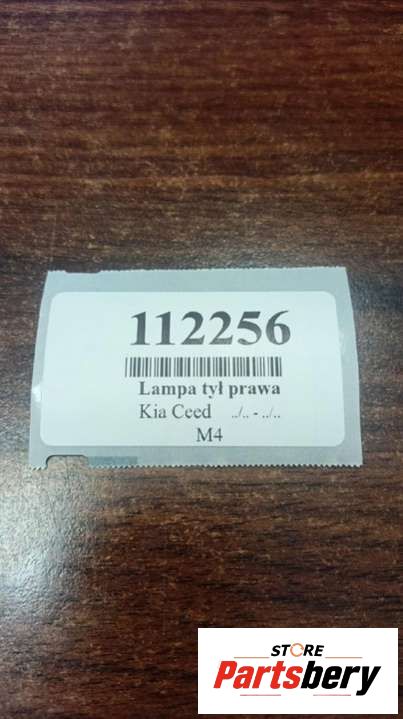 112256
Lampa tył prawa
Kia Ceed ../.. - ../..
M4
STORE
Partsbery